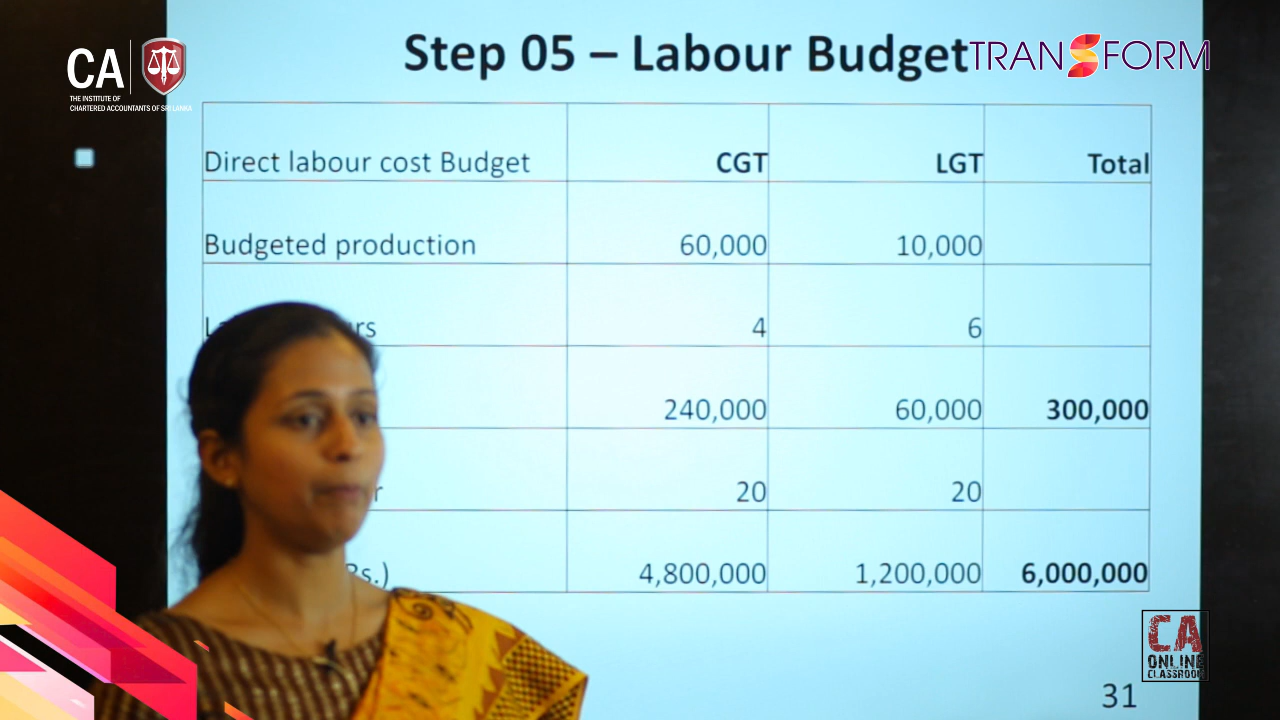 CA
THE INSTITUTE OF
CHARTERED ACCOUNTANTS OF SRI LANKA
TRANSFORM
Step 05 – Labour Budget
Direct labour cost Budget CGT LGT Total
Budgeted production 60,000 10,000
4 6
240,000 60,000 300,000
20 20
Rs.) 4,800,000 1,200,000 6,000,000
CA
ONLINE
CLASSROOM
31